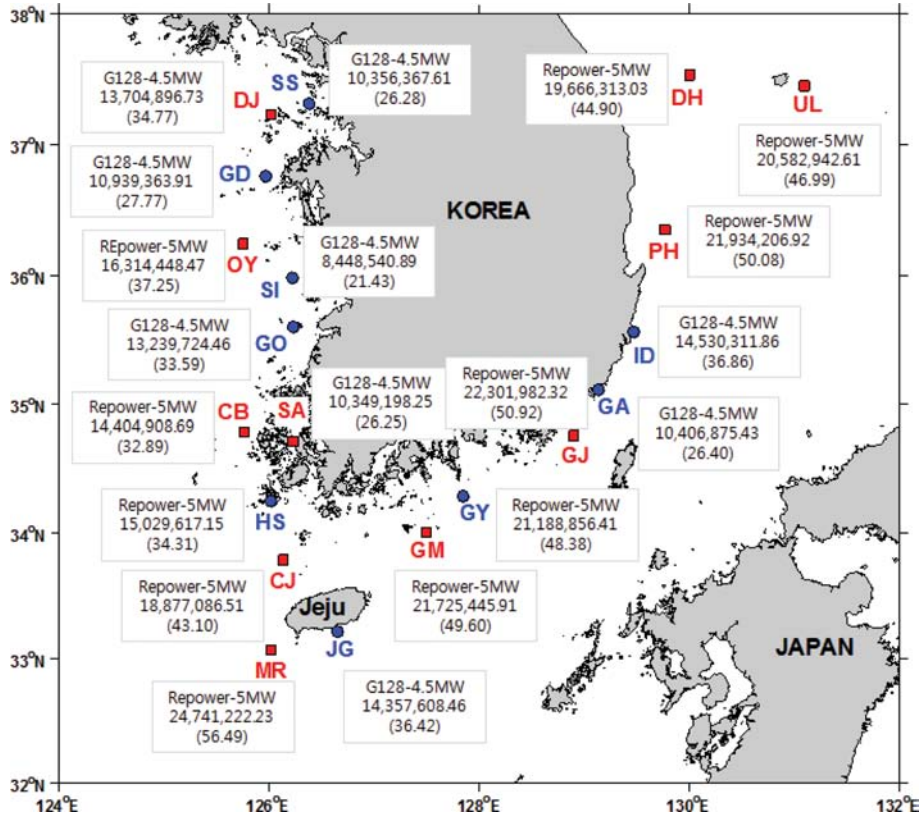 38°N
G128-4.5MW
13,704,896.73
(34.77)
DJ
SS
G128-4.5MW
10,356,367.61
(26.28)
Repower-5MW
19,666,313.03
(44.90)
DH
UL
Repower-5MW
20,582,942.61
(46.99)
37°N
G128-4.5MW
10,939,363.91
(27.77)
GD
KOREA
REpower-5MW
16,314,448.47
(37.25)
OY
G128-4.5MW
8,448,540.89
(21.43)
SI
Repower-5MW
21,934,206.92
(50.08)
PH
36°N
G128-4.5MW
13,239,724.46
(33.59)
GO
G128-4.5MW
14,530,311.86
(36.86)
ID
35°N
Repower-5MW
14,404,908.69
(32.89)
CB
SA
G128-4.5MW
10,349,198.25
(26.25)
Repower-5MW
22,301,982.32
(50.92)
GA
GJ
G128-4.5MW
10,406,875.43
(26.40)
Repower-5MW
15,029,617.15
(34.31)
HS
GY
Repower-5MW
21,188,856.41
(48.38)
34°N
GM
CJ
Repower-5MW
18,877,086.51
(43.10)
Jeju
Repower-5MW
21,725,445.91
(49.60)
JG
JAPAN
33°N
MR
Repower-5MW
24,741,222.23
(56.49)
G128-4.5MW
14,357,608.46
(36.42)
32°N
124°E
126°E
128°E
130°E
132°E